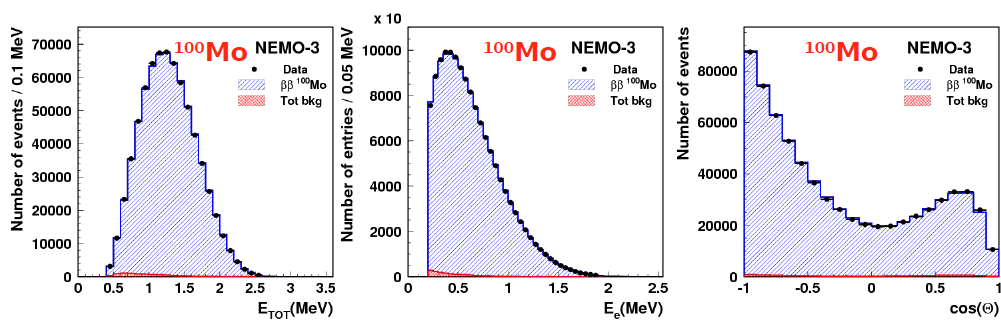 Number of events / 0.1 MeV
70000
60000
50000
40000
30000
20000
10000
0
0 0.5 1 1.5 2 2.5 3 3.5
E_TOT(MeV)
¹⁰⁰Mo NEMO-3
Data
ββ ¹⁰⁰Mo
Tot bkg
x 10
Number of entries / 0.05 MeV
10000
8000
6000
4000
2000
0
0 0.5 1 1.5 2 2.5
E_e(MeV)
¹⁰⁰Mo NEMO-3
Data
ββ ¹⁰⁰Mo
Tot bkg
Number of events
80000
60000
40000
20000
0
-1 -0.5 0 0.5 1
cos(Θ)
¹⁰⁰Mo NEMO-3
Data
ββ ¹⁰⁰Mo
Tot bkg